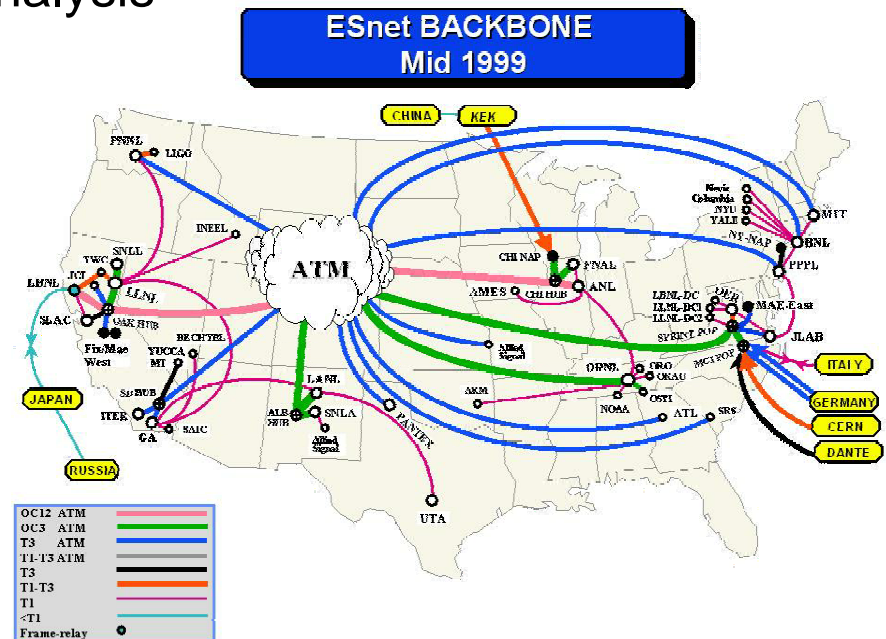 nalysis
ESnet BACKBONE
Mid 1999
CHINA
KEK
PNNL
LIGO
INEEL
ATM
Nevis
Columbia
NYU
YALE
MIT
NY-NAP
BNL
PPPL
CHI NAP
FNAL
AMES
CHI HUB
ANL
TWC
SNLL
JGI
LBNL
LLNL
SLAC
OAK HUB
Fix/Mae
West
YUCCA
MT
BECHTEL
LBNL-DC
LLNL-DC1
LLNL-DC2
DOE
MAE-East
SPRINT POP
JLAB
MCI POP
ITALY
GERMANY
CERN
DANTE
JAPAN
RUSSIA
SDHUB
ITER
GA
SAIC
LANL
ALB
HUB
SNLA
Allied
Signal
PANTEX
UTA
Allied
Signal
ARM
ORNL
ORO
ORAU
OSTI
NOAA
ATL
SRS
OC12 ATM
OC3 ATM
T3 ATM
T1-T3 ATM
T3
T1-T3
T1
<T1
Frame-relay